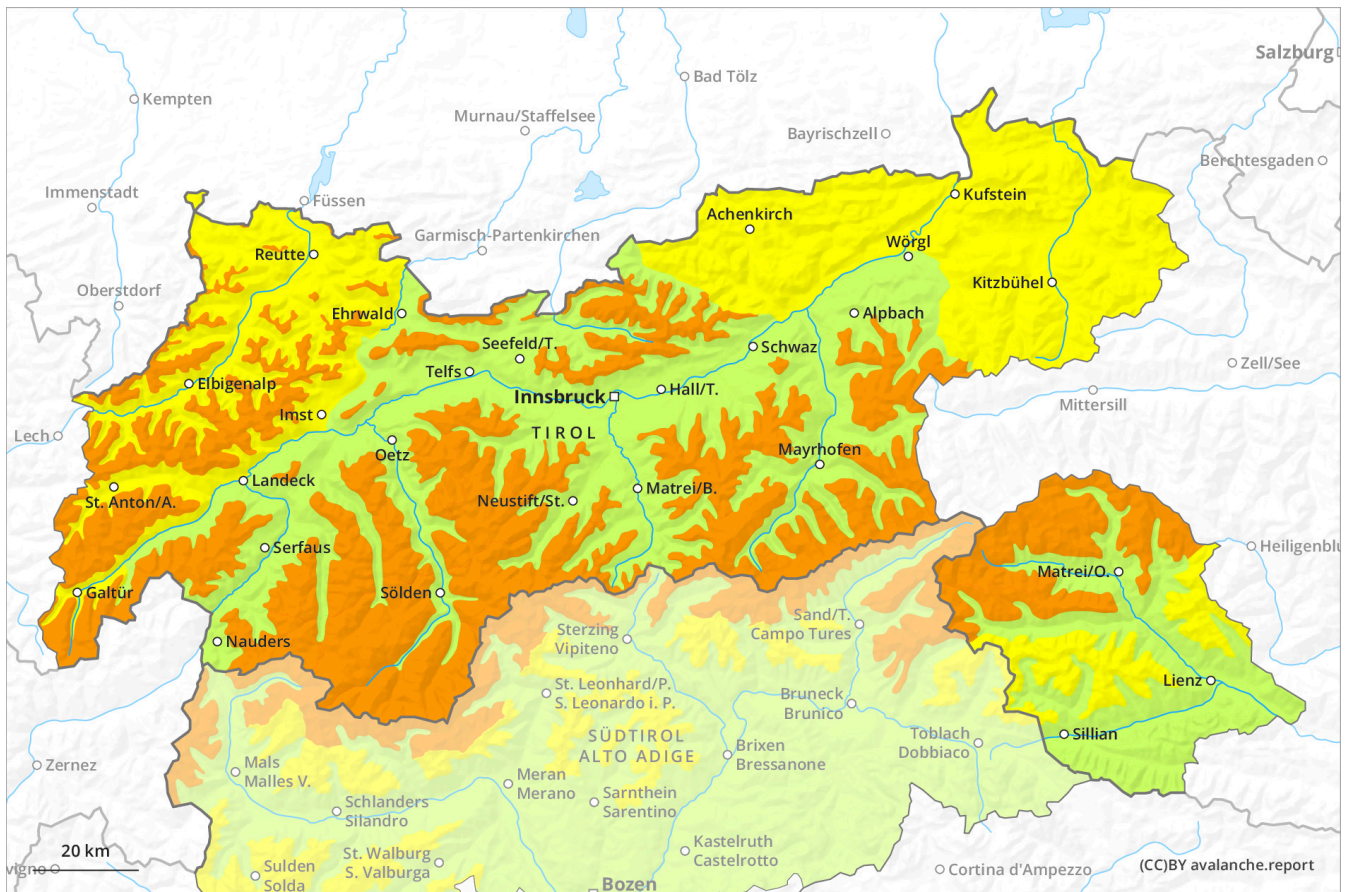 Salzburg
Bad Tölz
Kempten
Murnau/Staffelsee
Bayrischzell
Berchtesgaden
Immenstadt
Füssen
Kufstein
Achenkirch
Garmisch-Partenkirchen
Wörgl
Reutte
Kitzbühel
Oberstdorf
Ehrwald
Alpbach
Seefeld/T.
Schwaz
Zell/See
Telfs
Elbigenalp
Hall/T.
Innsbruck
Mittersill
Imst
Lech
TIROL
Oetz
Mayrhofen
Landeck
Matrei/B.
St. Anton/A.
Neustift/St.
Serfaus
Heiligenblu
Matrei/O.
Galtür
Sölden
Sand/T.
Campo Tures
Sterzing
Vipiteno
Nauders
Lienz
St. Leonhard/P.
S. Leonardo i. P.
Bruneck
Brunico
Sillian
SÜDTIROL
ALTO ADIGE
Toblach
Dobbiaco
Brixen
Bressanone
Zernez
Mals
Malles V.
Meran
Merano
Sarnthein
Sarentino
Schlanders
Silandro
Kastelruth
Castelrotto
20 km
St. Walburg
S. Valburga
vigno
Sulden
Solda
Cortina d'Ampezzo
(CC)BY avalanche.report
Bozen